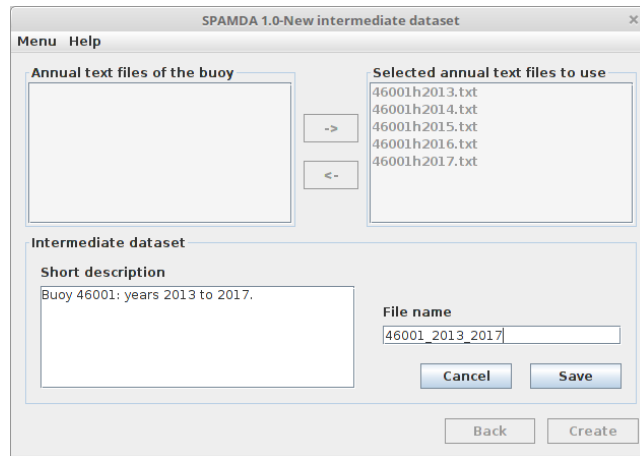 SPAMDA 1.0-New intermediate dataset ×
Menu Help
Annual text files of the buoy
Selected annual text files to use
46001h2013.txt
46001h2014.txt
46001h2015.txt
46001h2016.txt
46001h2017.txt
->
<-
Intermediate dataset
Short description
Buoy 46001: years 2013 to 2017.
File name
46001_2013_2017
Cancel Save
Back Create